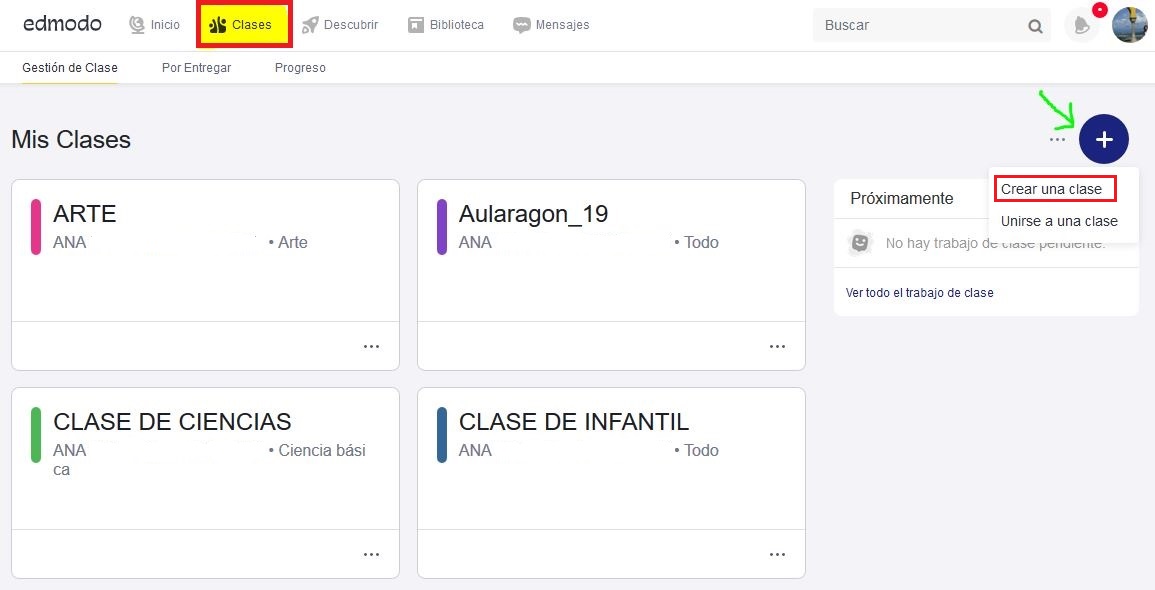 edmodo Inicio Clases Descubrir Biblioteca Mensajes Buscar
Gestión de Clase Por Entregar Progreso
Mis Clases ... +
Crear una clase
Unirse a una clase
ARTE
ANA • Arte
...
Aularagon_19
ANA • Todo
...
Próximamente
No hay trabajo de clase pendiente.
Ver todo el trabajo de clase
CLASE DE CIENCIAS
ANA • Ciencia bási
ca
...
CLASE DE INFANTIL
ANA • Todo
...